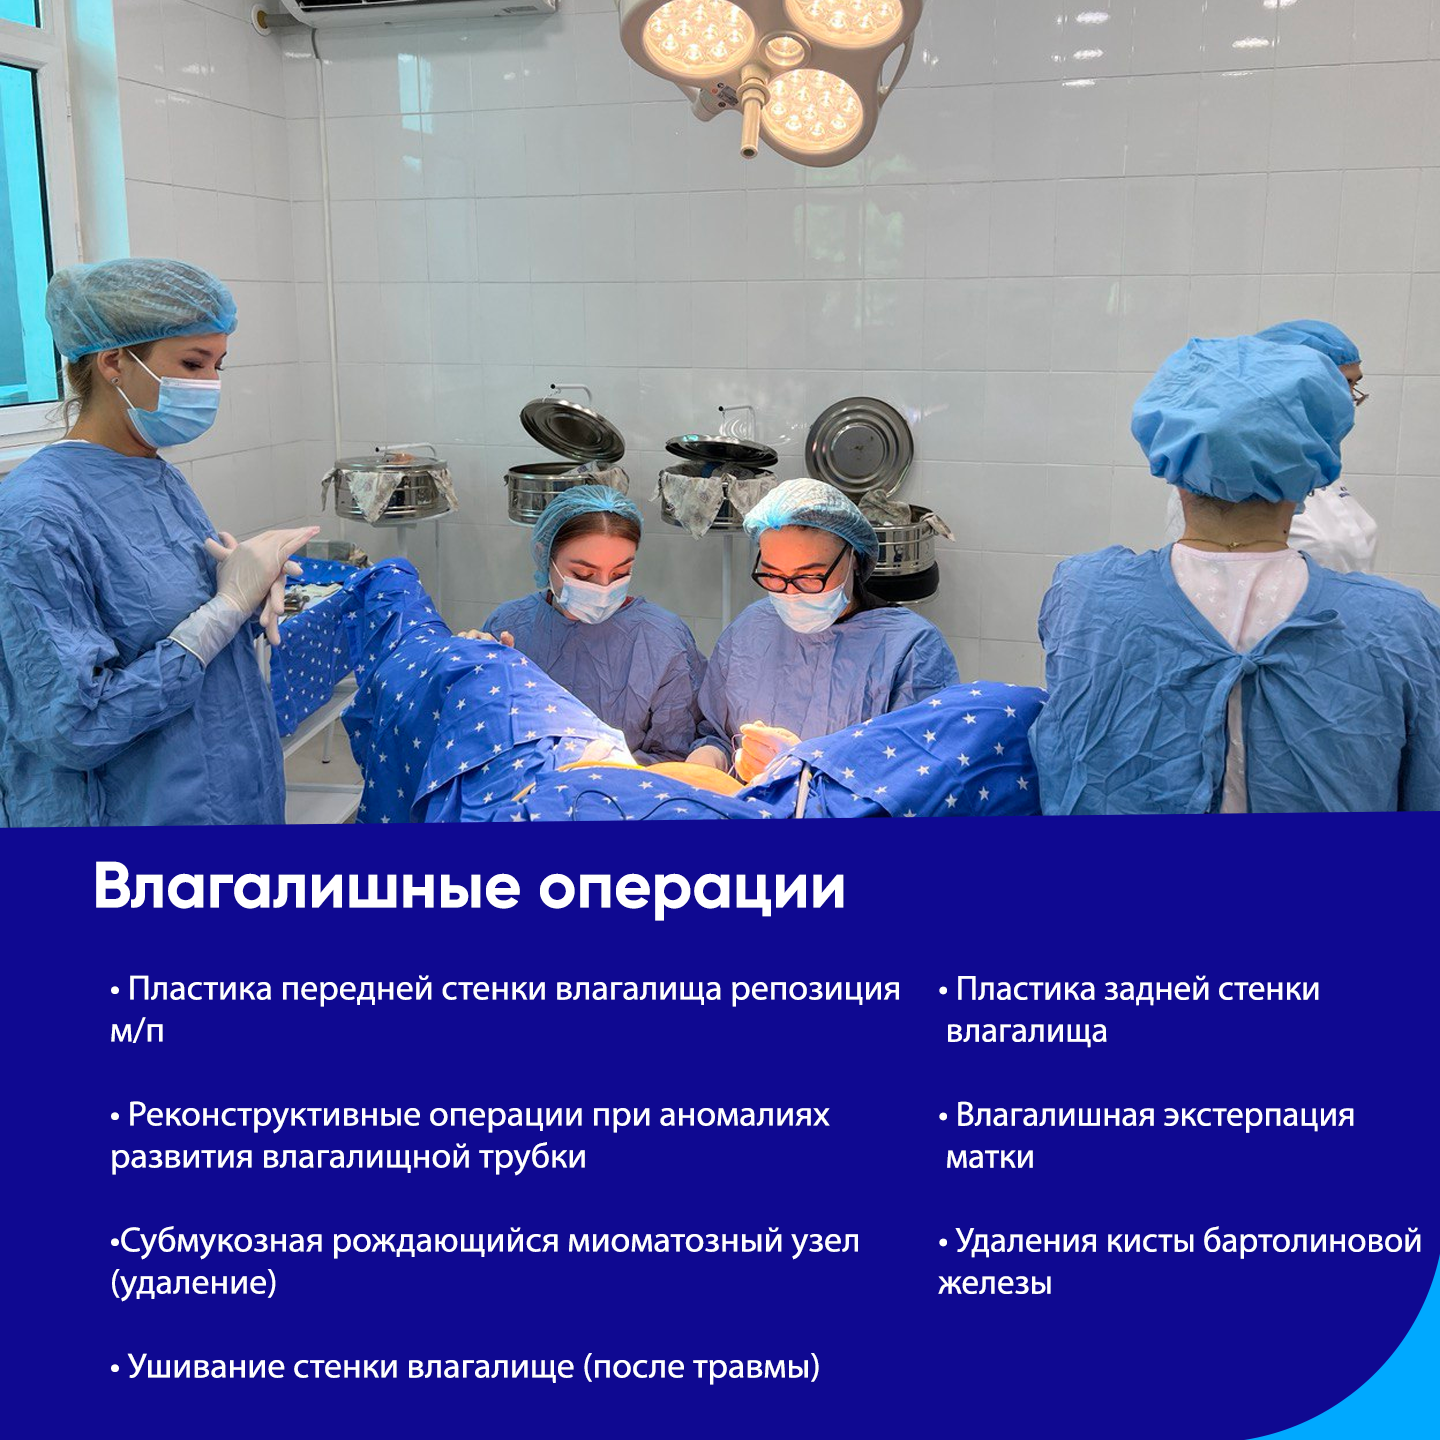 Влагалишные операции
• Пластика передней стенки влагалища репозиция
м/п
• Реконструктивные операции при аномалиях
развития влагалищной трубки
•Субмукозная рождающийся миоматозный узел
(удаление)
• Ушивание стенки влагалище (после травмы)
• Пластика задней стенки
влагалища
• Влагалишная экстерпация
матки
• Удаления кисты бартолиновой
железы